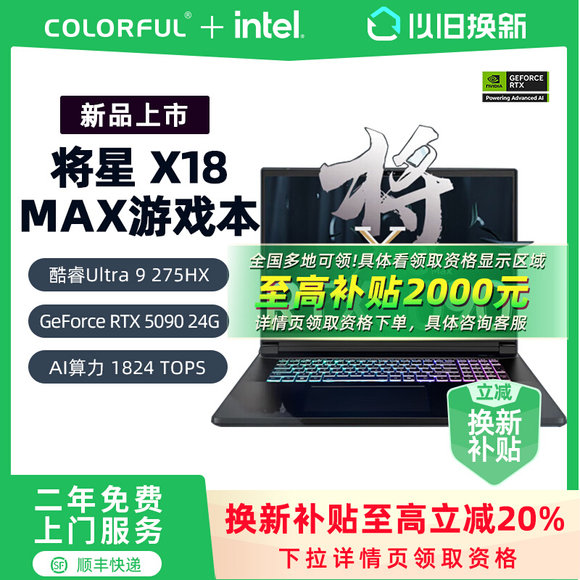 COLORFUL + intel.
以旧换新
NVIDIA
GEFORCE
RTX
Powering Advanced AI
新品上市
将星 X18
MAX游戏本
将
X
酷睿Ultra 9 275HX
GeForce RTX 5090 24G
AI算力 1824 TOPS
全国多地可领!具体看领取资格显示区域
至高补贴2000元
详情页领取资格下单，具体咨询客服
立减
换新
补贴
二年免费
上门服务
SF 顺丰快递
换新补贴至高立减20%
下拉详情页领取资格